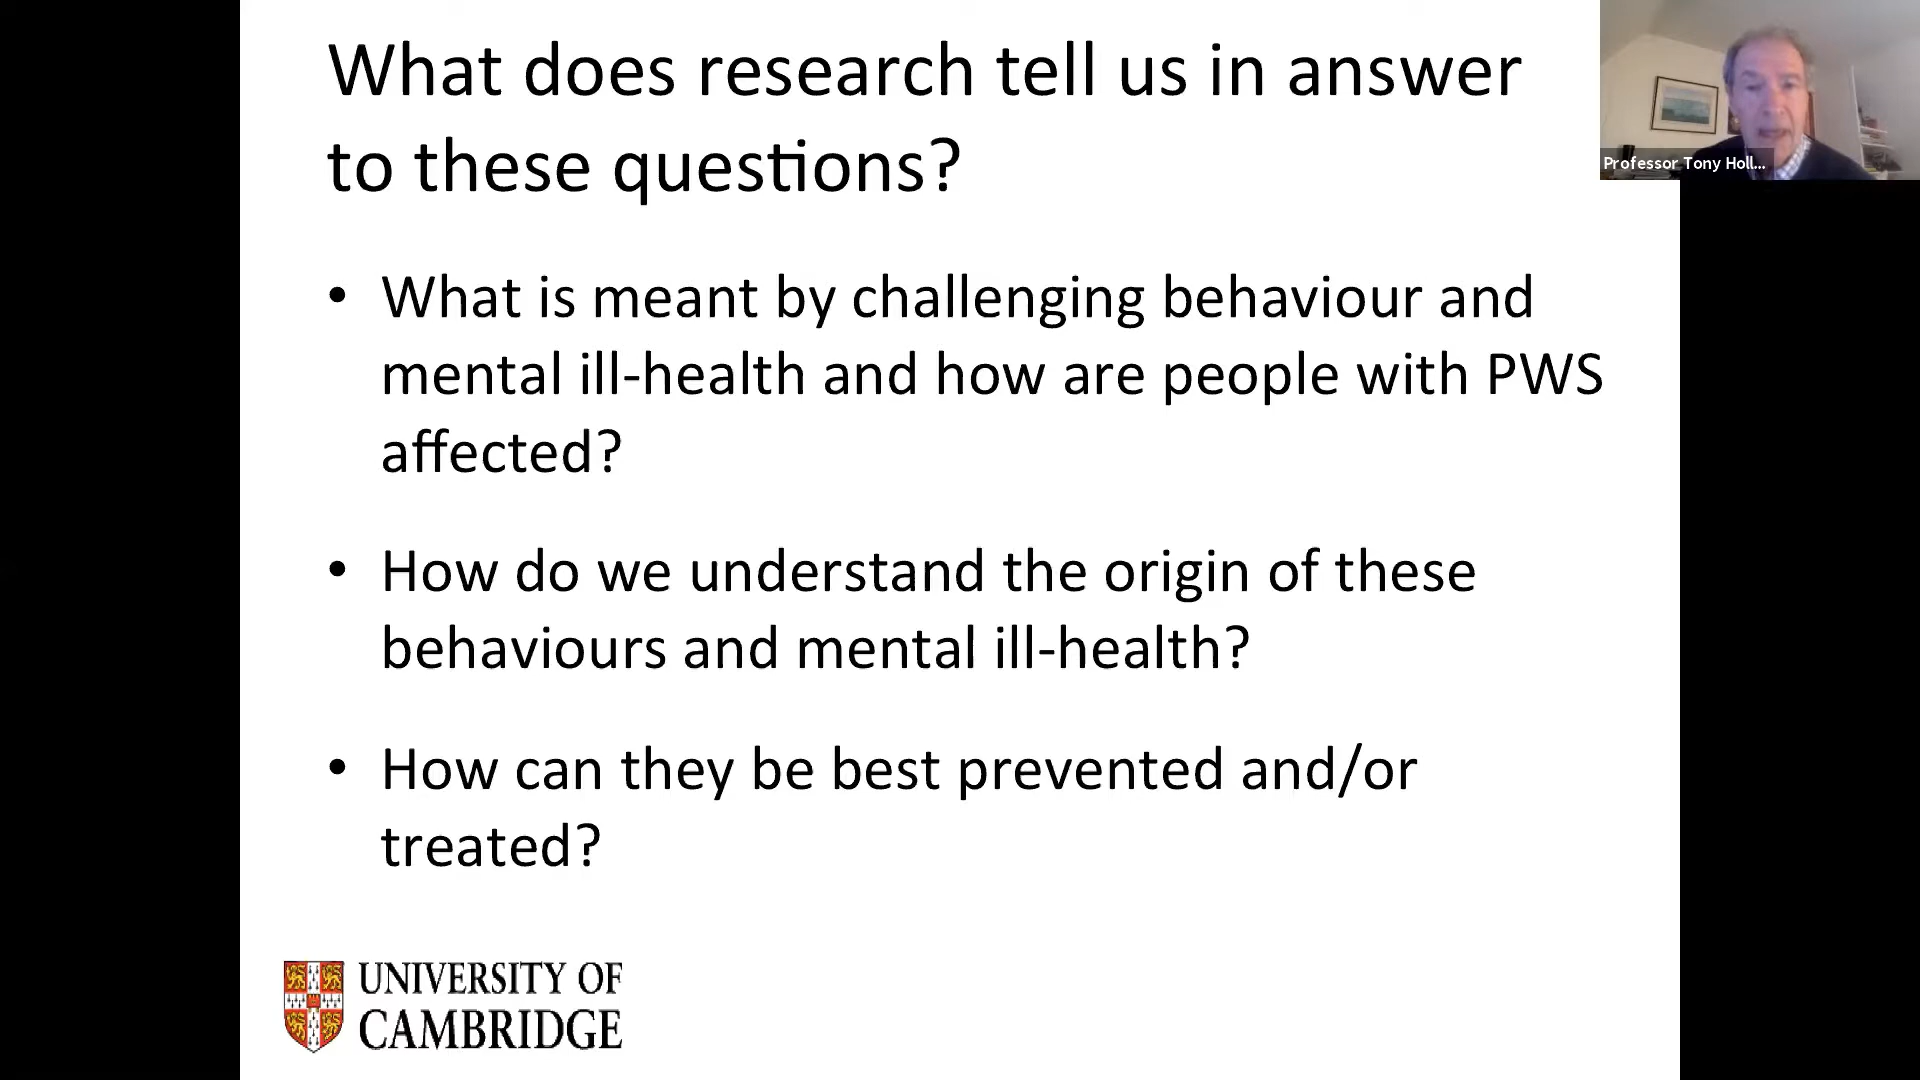 What does research tell us in answer
to these questions?
Professor Tony Holl...
• What is meant by challenging behaviour and
mental ill-health and how are people with PWS
affected?
• How do we understand the origin of these
behaviours and mental ill-health?
• How can they be best prevented and/or
treated?
UNIVERSITY OF
CAMBRIDGE